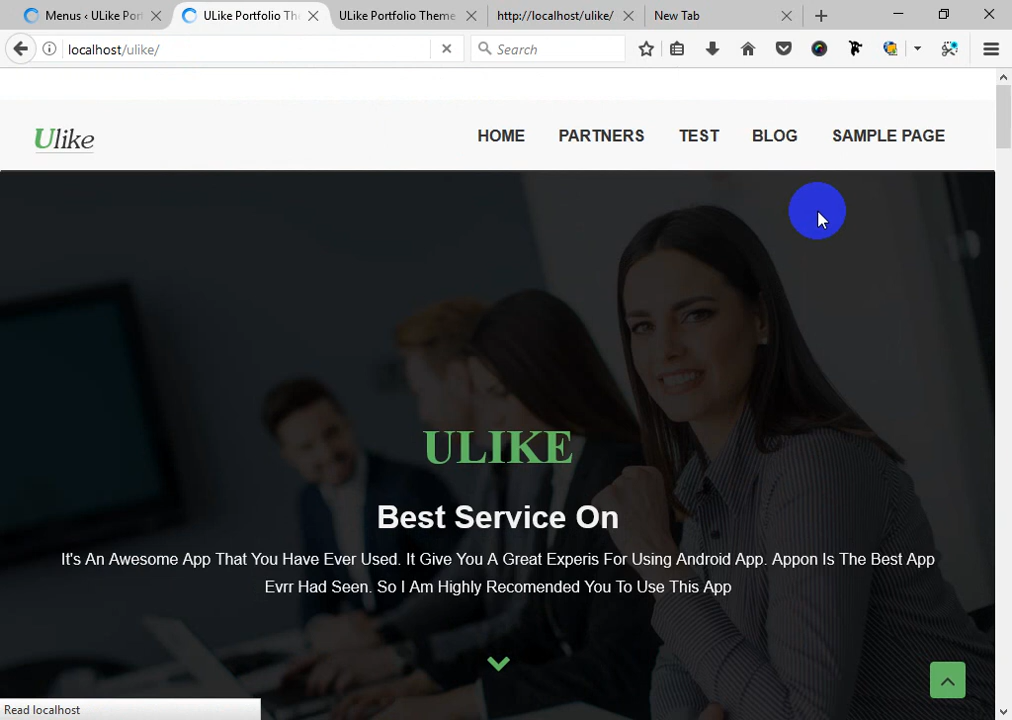 Menus ‹ ULike Por
ULike Portfolio The
ULike Portfolio Theme
http://localhost/ulike/
New Tab
localhost/ulike/
Search
Ulike
HOME
PARTNERS
TEST
BLOG
SAMPLE PAGE
ULIKE
Best Service On
It's An Awesome App That You Have Ever Used. It Give You A Great Experis For Using Android App. Appon Is The Best App
Evrr Had Seen. So I Am Highly Recomended You To Use This App
Read localhost